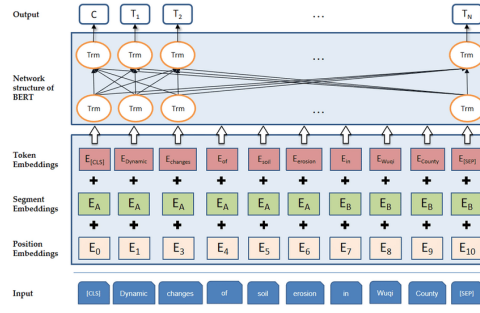 Output C T1 T2 ... TN
Trm Trm Trm ... Trm
Network
structure of
BERT
Trm Trm Trm ... Trm
Token
Embeddings
E[CLS] EDynamic Echanges Eof Esoil Eerosion Ein EWuqi ECounty E[SEP]
+ + + + + + + + + +
Segment Embeddings EA EA EA EA EA EA EB EB EB EB
+ + + + + + + + + +
Position
Embeddings
E0 E1 E3 E4 E5 E6 E7 E8 E9 E10
Input [CLS] Dynamic changes of soil erosion in Wuqi County [SEP]